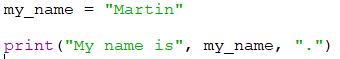 my_name = "Martin"
print("My name is", my_name, ".")